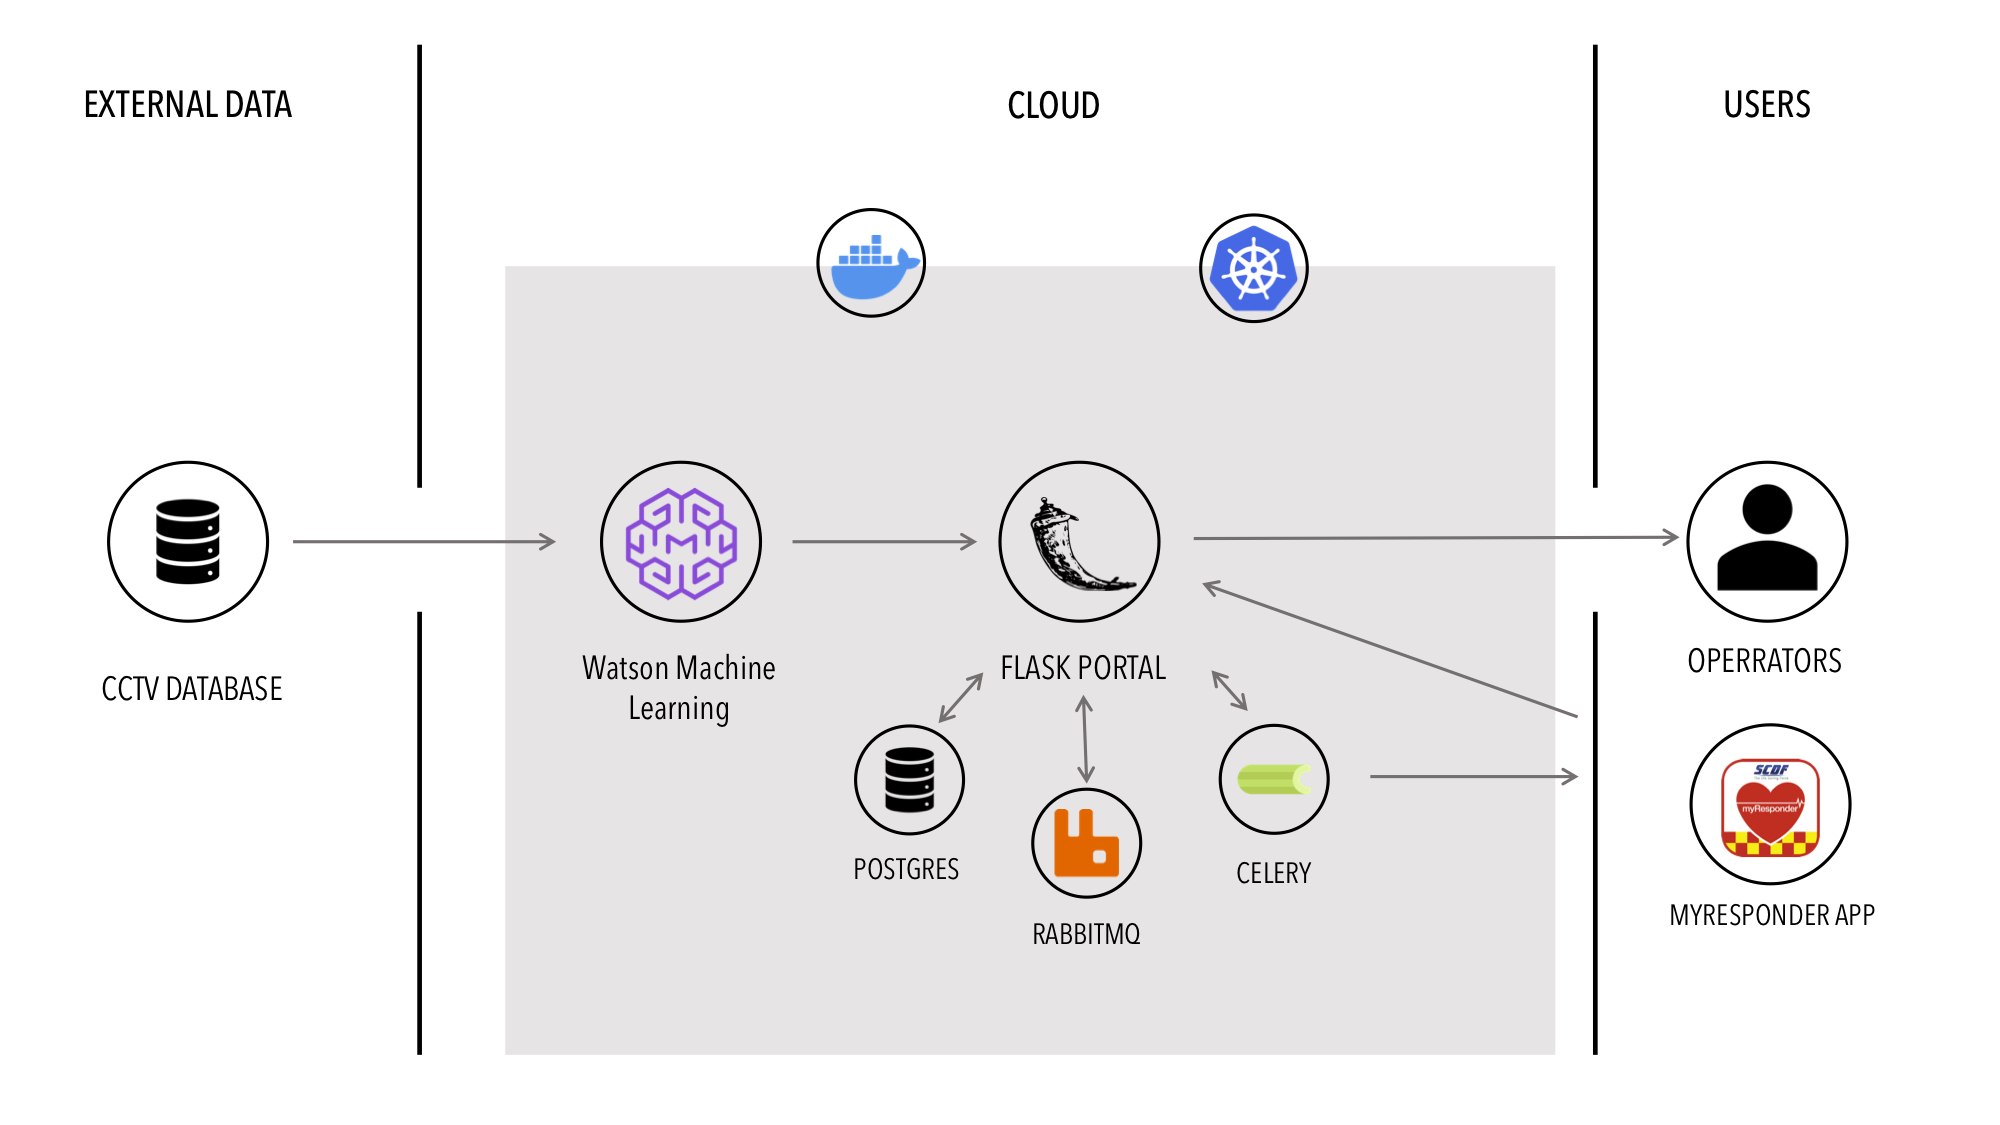 EXTERNAL DATA
CLOUD
USERS
CCTV DATABASE
Watson Machine
Learning
FLASK PORTAL
OPERRATORS
POSTGRES
RABBITMQ
CELERY
SCDF
myResponder
MYRESPONDER APP